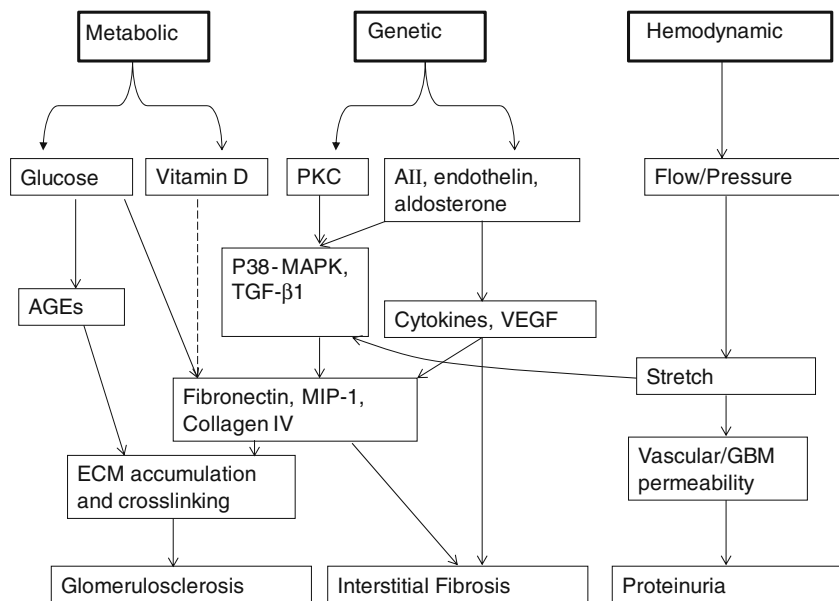 Metabolic
Genetic
Hemodynamic
Glucose
Vitamin D
PKC
AII, endothelin,
aldosterone
Flow/Pressure
P38-MAPK,
TGF-β1
AGEs
Cytokines, VEGF
Stretch
Fibronectin, MIP-1,
Collagen IV
Vascular/GBM
permeability
ECM accumulation
and crosslinking
Glomerulosclerosis
Interstitial Fibrosis
Proteinuria